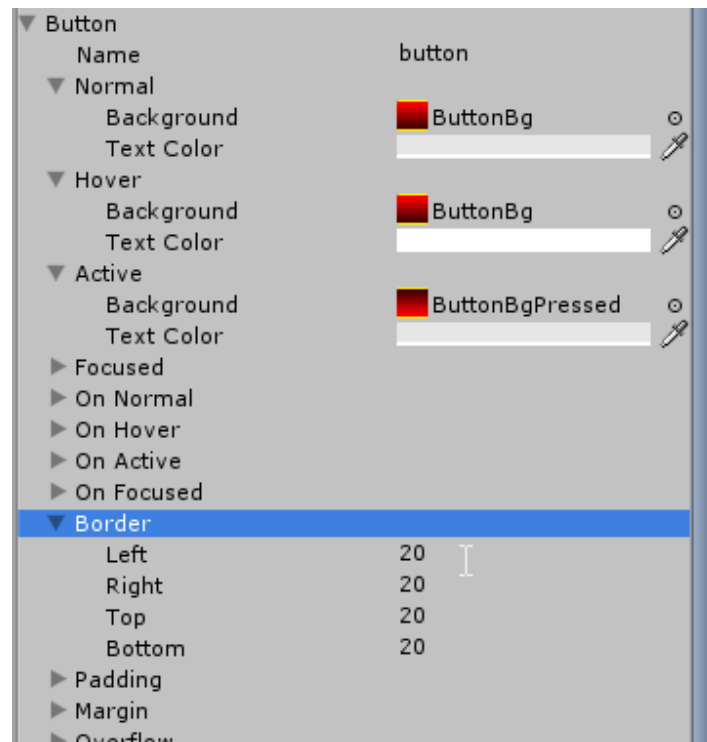 Button
Name button
Normal
Background ButtonBg
Text Color
Hover
Background ButtonBg
Text Color
Active
Background ButtonBgPressed
Text Color
Focused
On Normal
On Hover
On Active
On Focused
Border
Left 20
Right 20
Top 20
Bottom 20
Padding
Margin
Overflow